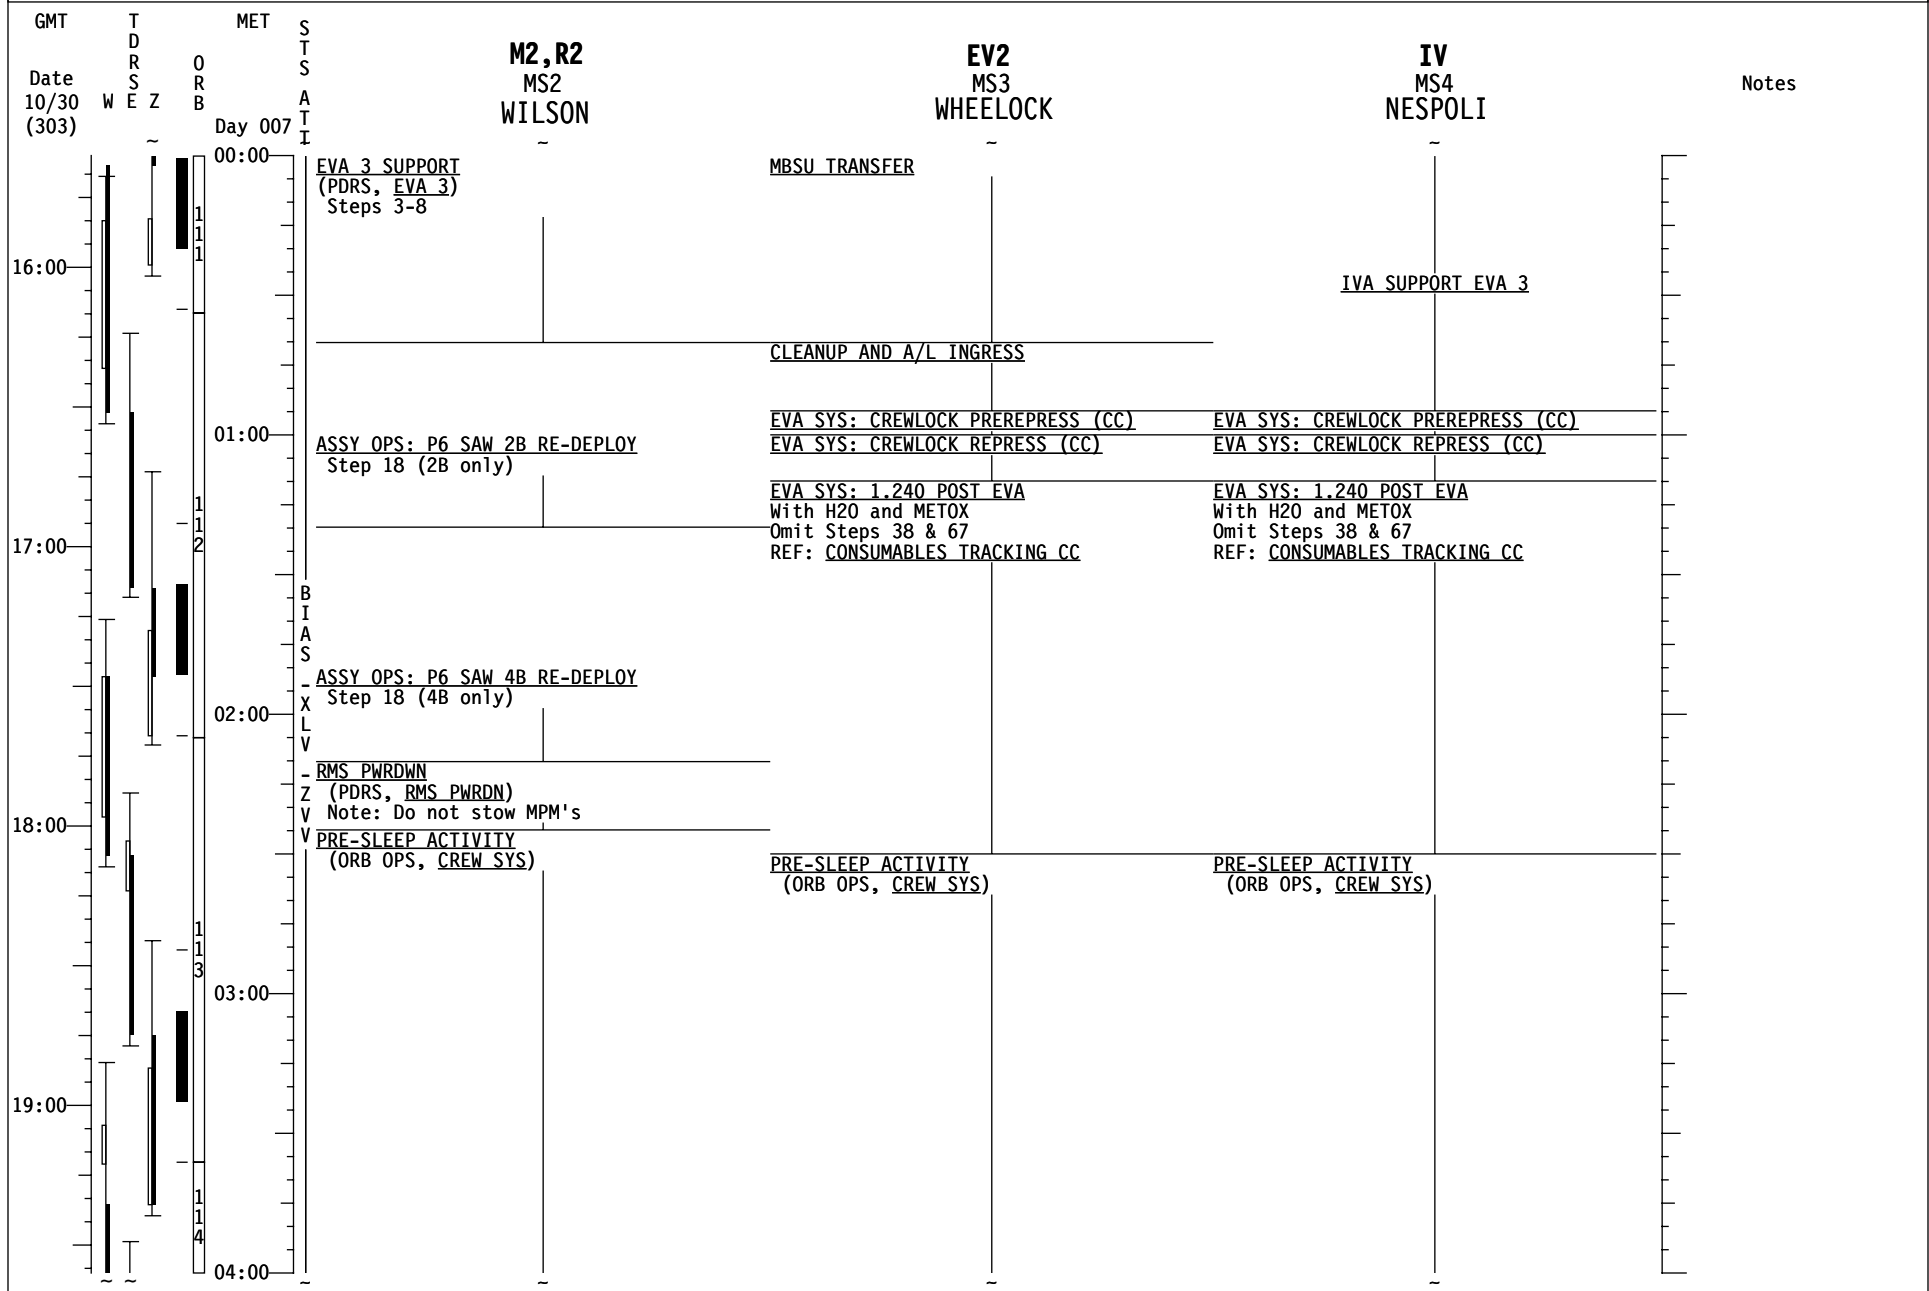 GMT
TDRS
MET
STS ATT
Date
10/30
(303)
W E Z
ORB
Day 007
M2,R2
MS2
WILSON
EV2
MS3
WHEELOCK
IV
MS4
NESPOLI
Notes
~ ~ ~ ~
00:00
EVA 3 SUPPORT
(PDRS, EVA 3)
Steps 3-8
MBSU TRANSFER
111
16:00
IVA SUPPORT EVA 3
CLEANUP AND A/L INGRESS
EVA SYS: CREWLOCK PREREPRESS (CC)
EVA SYS: CREWLOCK PREREPRESS (CC)
01:00
ASSY OPS: P6 SAW 2B RE-DEPLOY
Step 18 (2B only)
EVA SYS: CREWLOCK REPRESS (CC)
EVA SYS: CREWLOCK REPRESS (CC)
EVA SYS: 1.240 POST EVA
With H2O and METOX
Omit Steps 38 & 67
REF: CONSUMABLES TRACKING CC
EVA SYS: 1.240 POST EVA
With H2O and METOX
Omit Steps 38 & 67
REF: CONSUMABLES TRACKING CC
112
17:00
BIAS -XLV -ZVV
ASSY OPS: P6 SAW 4B RE-DEPLOY
Step 18 (4B only)
02:00
RMS PWRDWN
(PDRS, RMS PWRDN)
Note: Do not stow MPM's
18:00
PRE-SLEEP ACTIVITY
(ORB OPS, CREW SYS)
PRE-SLEEP ACTIVITY
(ORB OPS, CREW SYS)
PRE-SLEEP ACTIVITY
(ORB OPS, CREW SYS)
113
03:00
19:00
114
04:00
~ ~ ~ ~ ~ ~